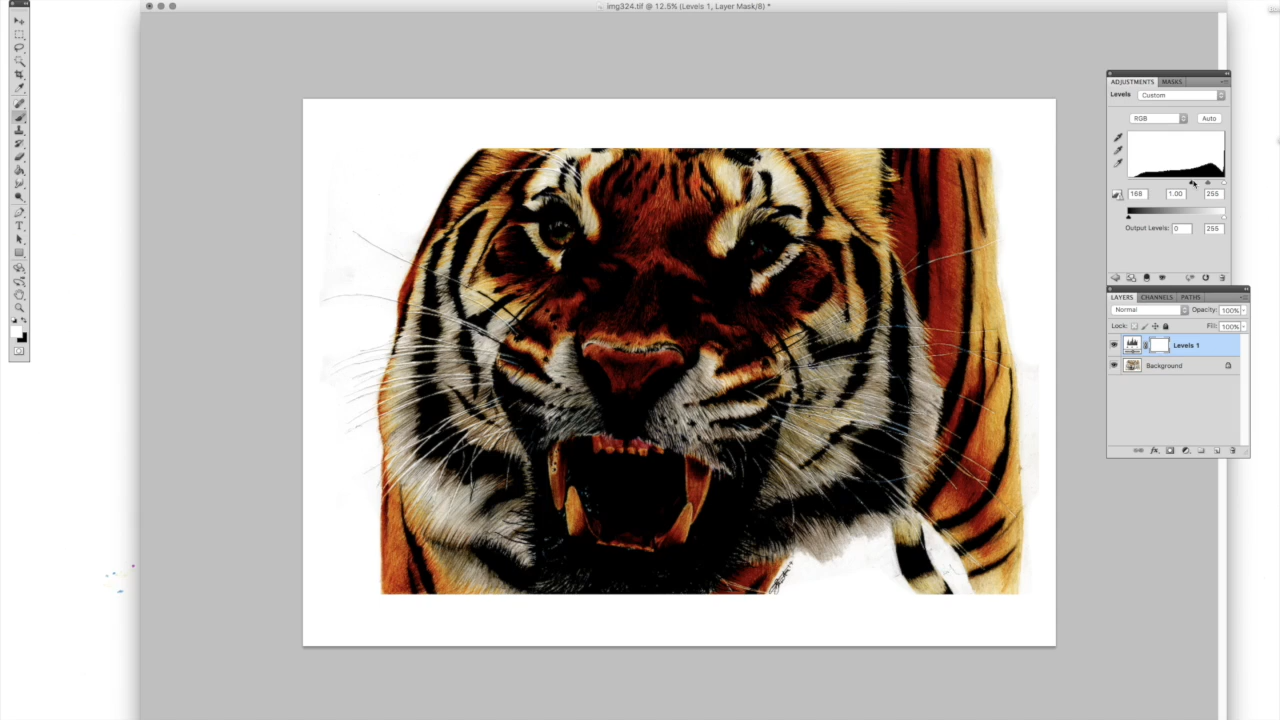 img324.tif @ 12.5% (Levels 1, Layer Mask/8) *
ADJUSTMENTS MASKS
Levels Custom
RGB Auto
168 1.00 255
Output Levels: 0 255
LAYERS CHANNELS PATHS
Normal Opacity: 100%
Lock: Fill: 100%
Levels 1
Background